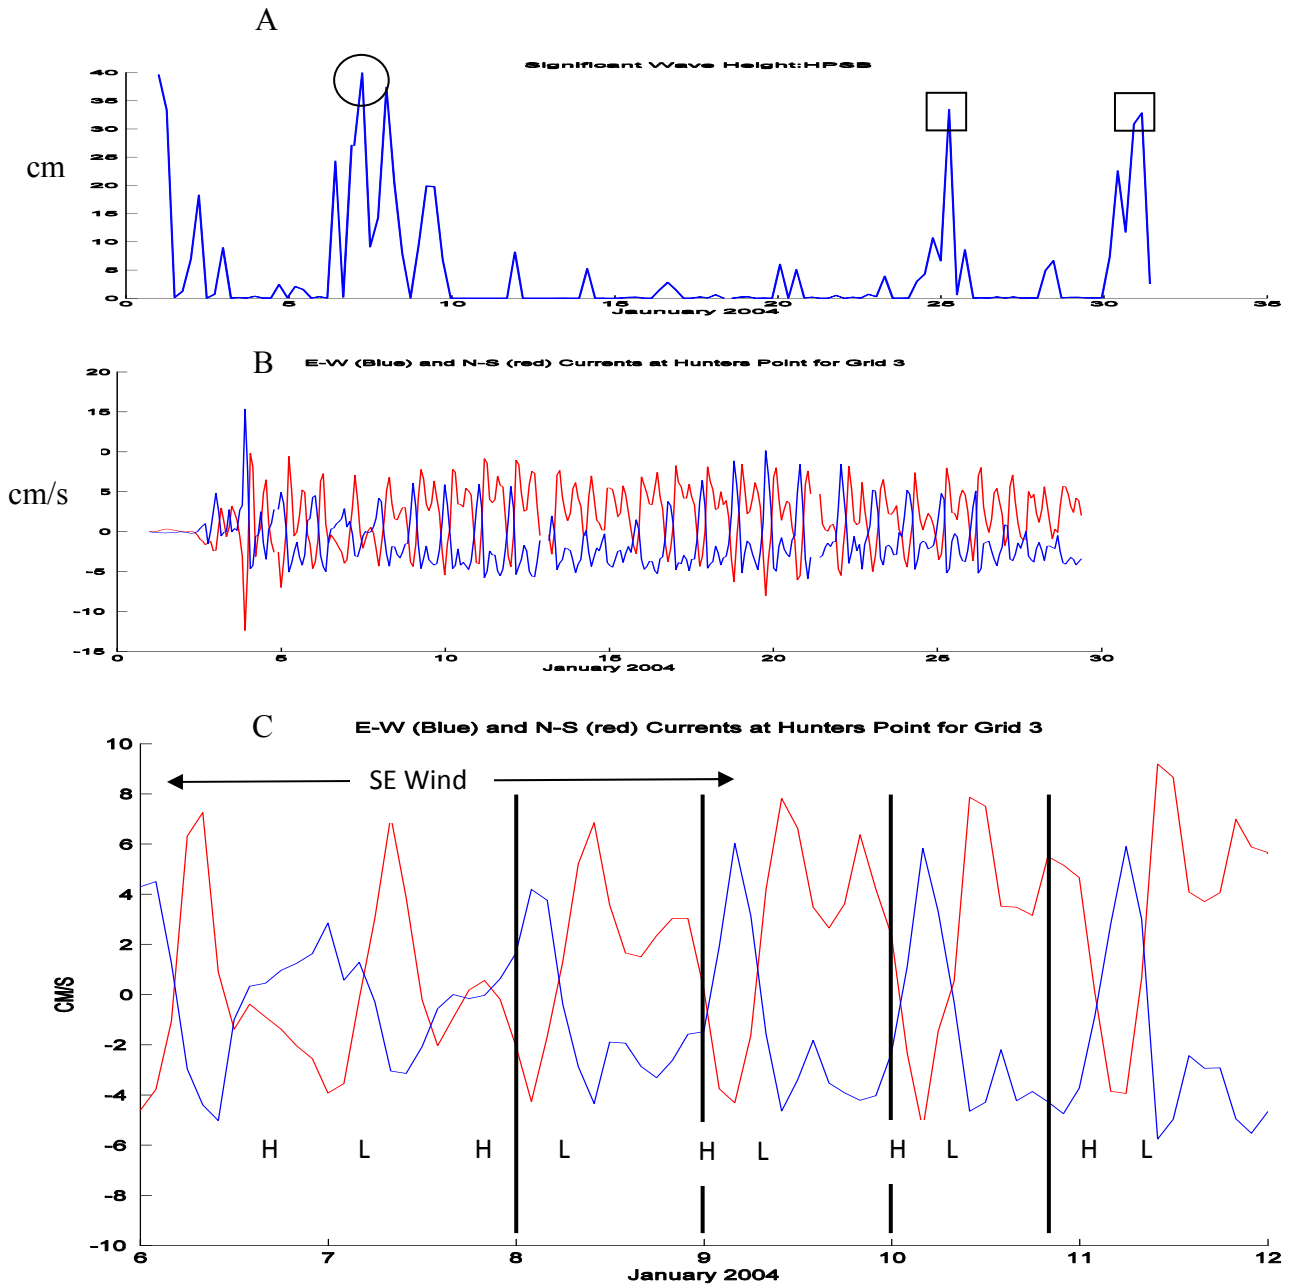 A
Significant Wave Height:HPSB
cm
40
35
30
25
20
15
10
5
0
0 5 10 15 20 25 30 35
Jaunuary 2004
B E-W (Blue) and N-S (red) Currents at Hunters Point for Grid 3
cm/s
20
15
0
5
0
-5
-10
-15
0 5 10 15 20 25 30
January 2004
C E-W (Blue) and N-S (red) Currents at Hunters Point for Grid 3
CM/S
10
8
6
4
2
0
-2
-4
-6
-8
-10
SE Wind
H L H L H L H L H L
6 7 8 9 10 11 12
January 2004